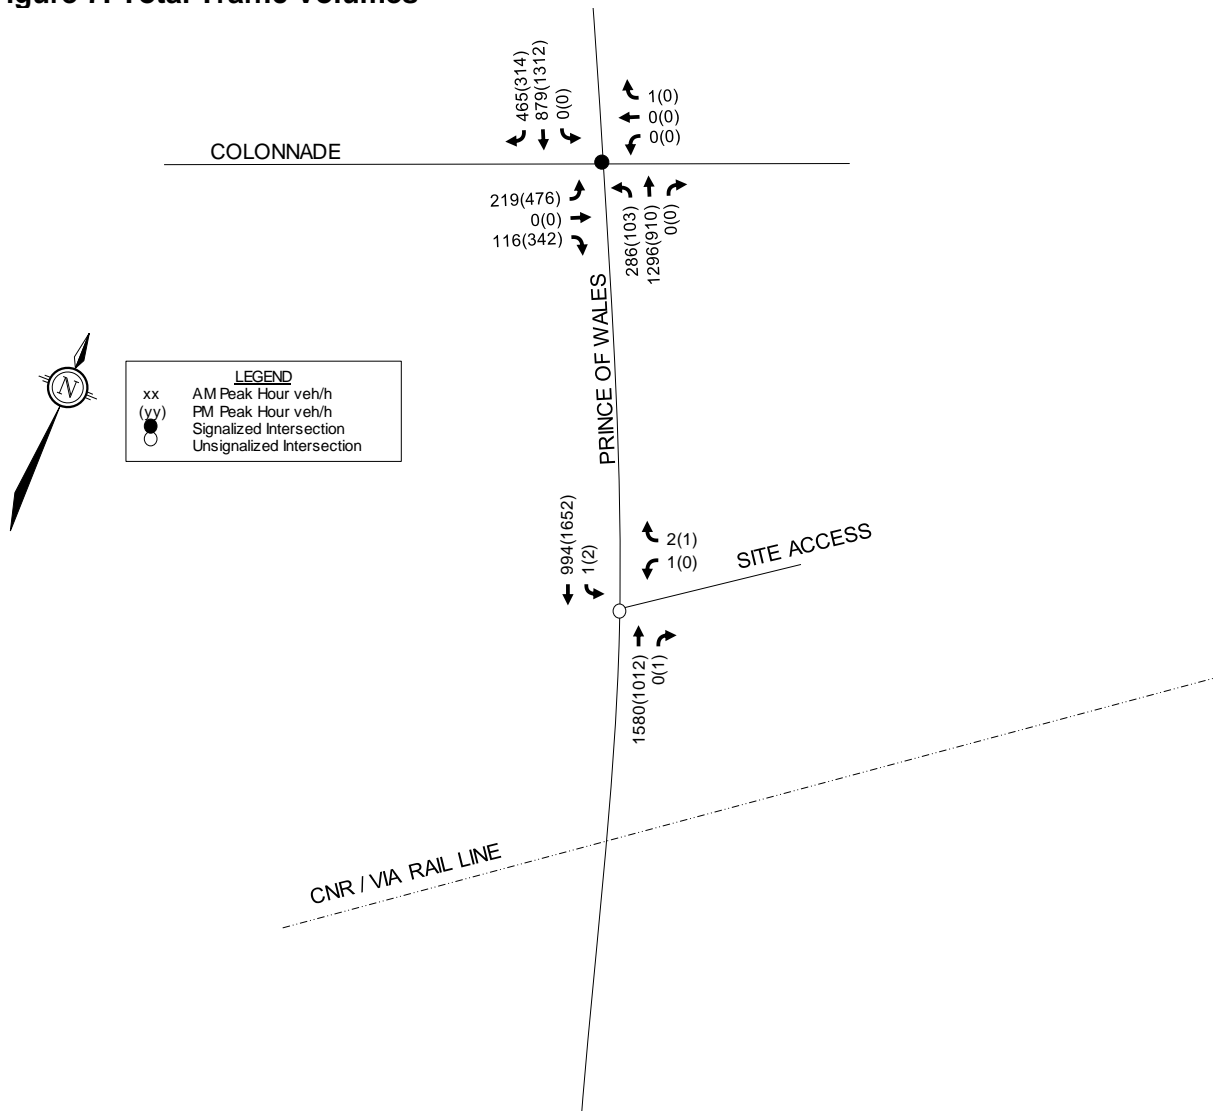 Figure 7: Total Traffic Volumes
465(314)
879(1312)
0(0)
1(0)
0(0)
0(0)
COLONNADE
219(476)
0(0)
116(342)
286(103)
1296(910)
0(0)
PRINCE OF WALES
N
LEGEND
xx AM Peak Hour veh/h
(yy) PM Peak Hour veh/h
Signalized Intersection
Unsignalized Intersection
994(1652)
1(2)
2(1)
1(0)
SITE ACCESS
1580(1012)
0(1)
CNR / VIA RAIL LINE